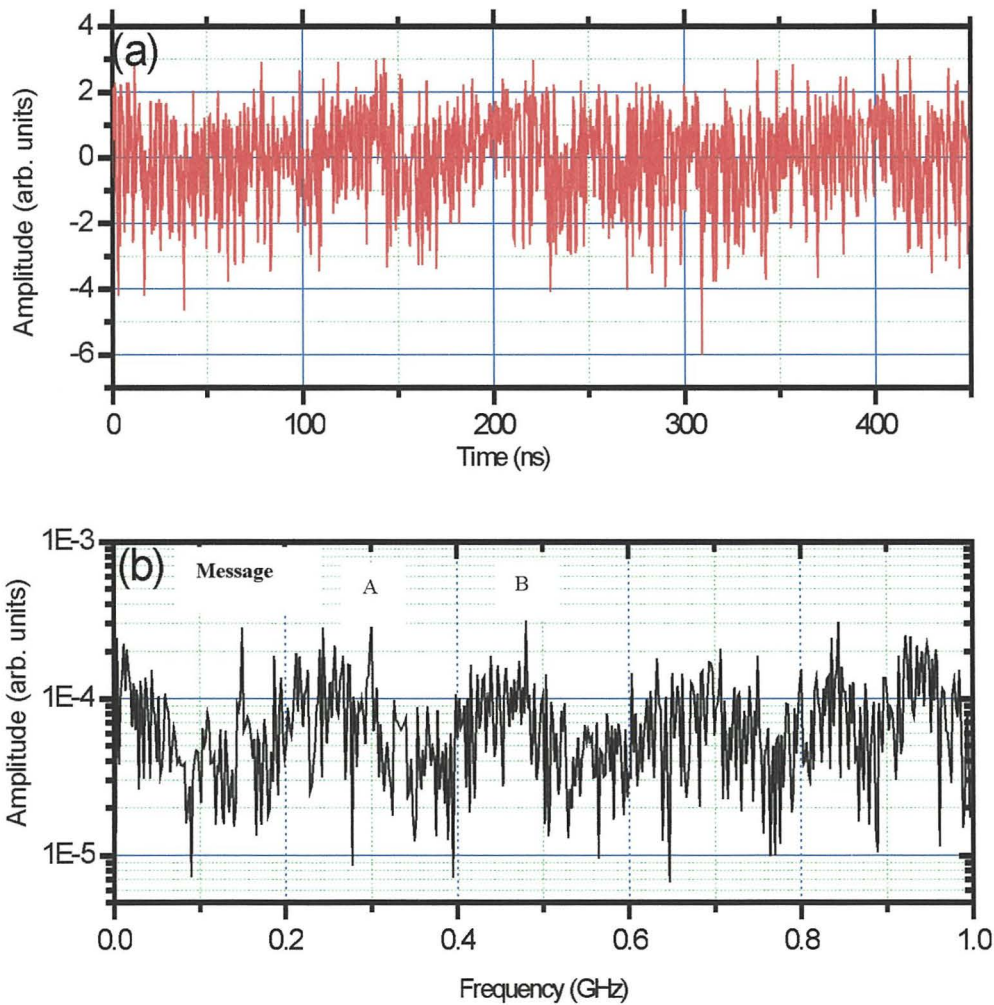 (a)
4
2
0
-2
-4
-6
Amplitude (arb. units)
0 100 200 300 400
Time (ns)
(b)
Message A B
1E-3
1E-4
1E-5
Amplitude (arb. units)
0.0 0.2 0.4 0.6 0.8 1.0
Frequency (GHz)